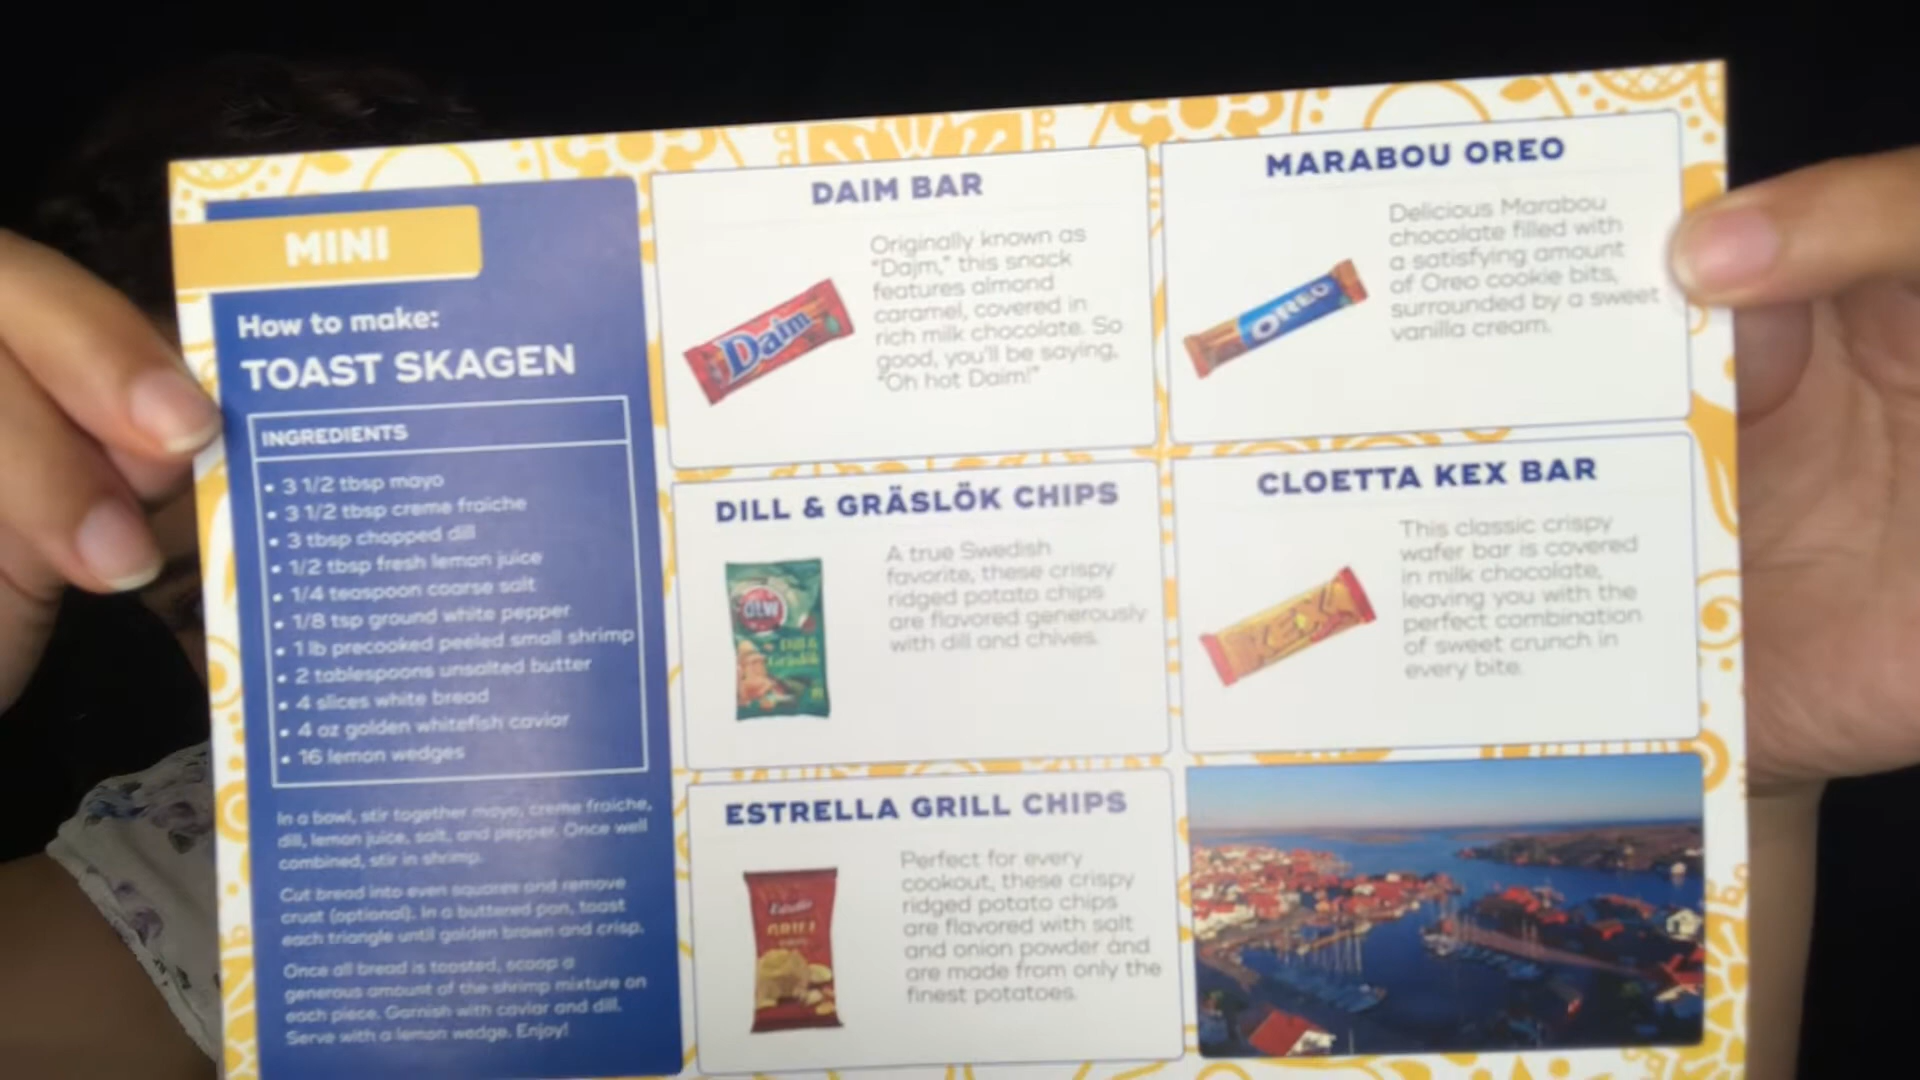 MINI
How to make:
TOAST SKAGEN
INGREDIENTS
• 3 1/2 tbsp mayo
• 3 1/2 tbsp creme fraiche
• 3 tbsp chopped dill
• 1/2 tbsp fresh lemon juice
• 1/4 teaspoon coarse salt
• 1/8 tsp ground white pepper
• 1 lb precooked peeled small shrimp
• 2 tablespoons unsalted butter
• 4 slices white bread
• 4 oz golden whitefish caviar
• 16 lemon wedges
In a bowl, stir together mayo, creme fraiche,
dill, lemon juice, salt, and pepper. Once well
combined, stir in shrimp.
Cut bread into even squares and remove
crust (optional). In a buttered pan, toast
each triangle until golden brown and crisp.
Once all bread is toasted, scoop a
generous amount of the shrimp mixture on
each piece. Garnish with caviar and dill.
Serve with a lemon wedge. Enjoy!
DAIM BAR
Daim
Originally known as
"Dajm," this snack
features almond
caramel, covered in
rich milk chocolate. So
good, you'll be saying,
"Oh hot Daim!"
MARABOU OREO
OREO
Delicious Marabou
chocolate filled with
a satisfying amount
of Oreo cookie bits,
surrounded by a sweet
vanilla cream.
DILL & GRÄSLÖK CHIPS
OLW
DILL &
Gräslök
A true Swedish
favorite, these crispy
ridged potato chips
are flavored generously
with dill and chives.
CLOETTA KEX BAR
KEX
This classic crispy
wafer bar is covered
in milk chocolate,
leaving you with the
perfect combination
of sweet crunch in
every bite.
ESTRELLA GRILL CHIPS
Estrella
GRILL
Perfect for every
cookout, these crispy
ridged potato chips
are flavored with salt
and onion powder and
are made from only the
finest potatoes.